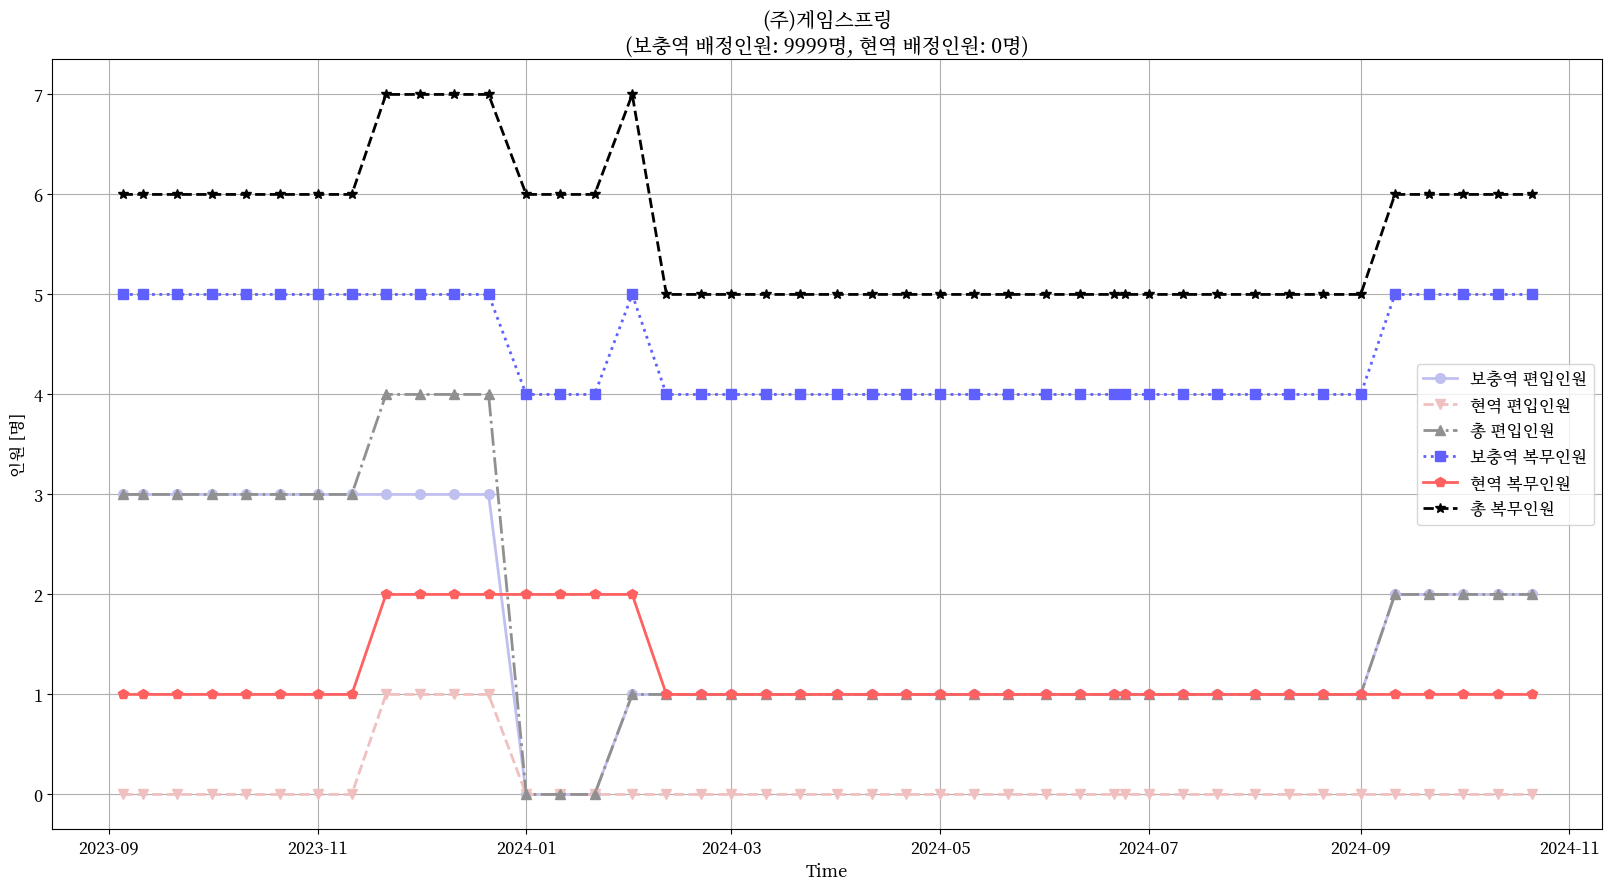 (주)게임스프링
(보충역 배정인원: 9999명, 현역 배정인원: 0명)
인원 [명]
7
6
5
4
3
2
1
0
보충역 편입인원
현역 편입인원
총 편입인원
보충역 복무인원
현역 복무인원
총 복무인원
2023-09
2023-11
2024-01
2024-03
2024-05
2024-07
2024-09
2024-11
Time